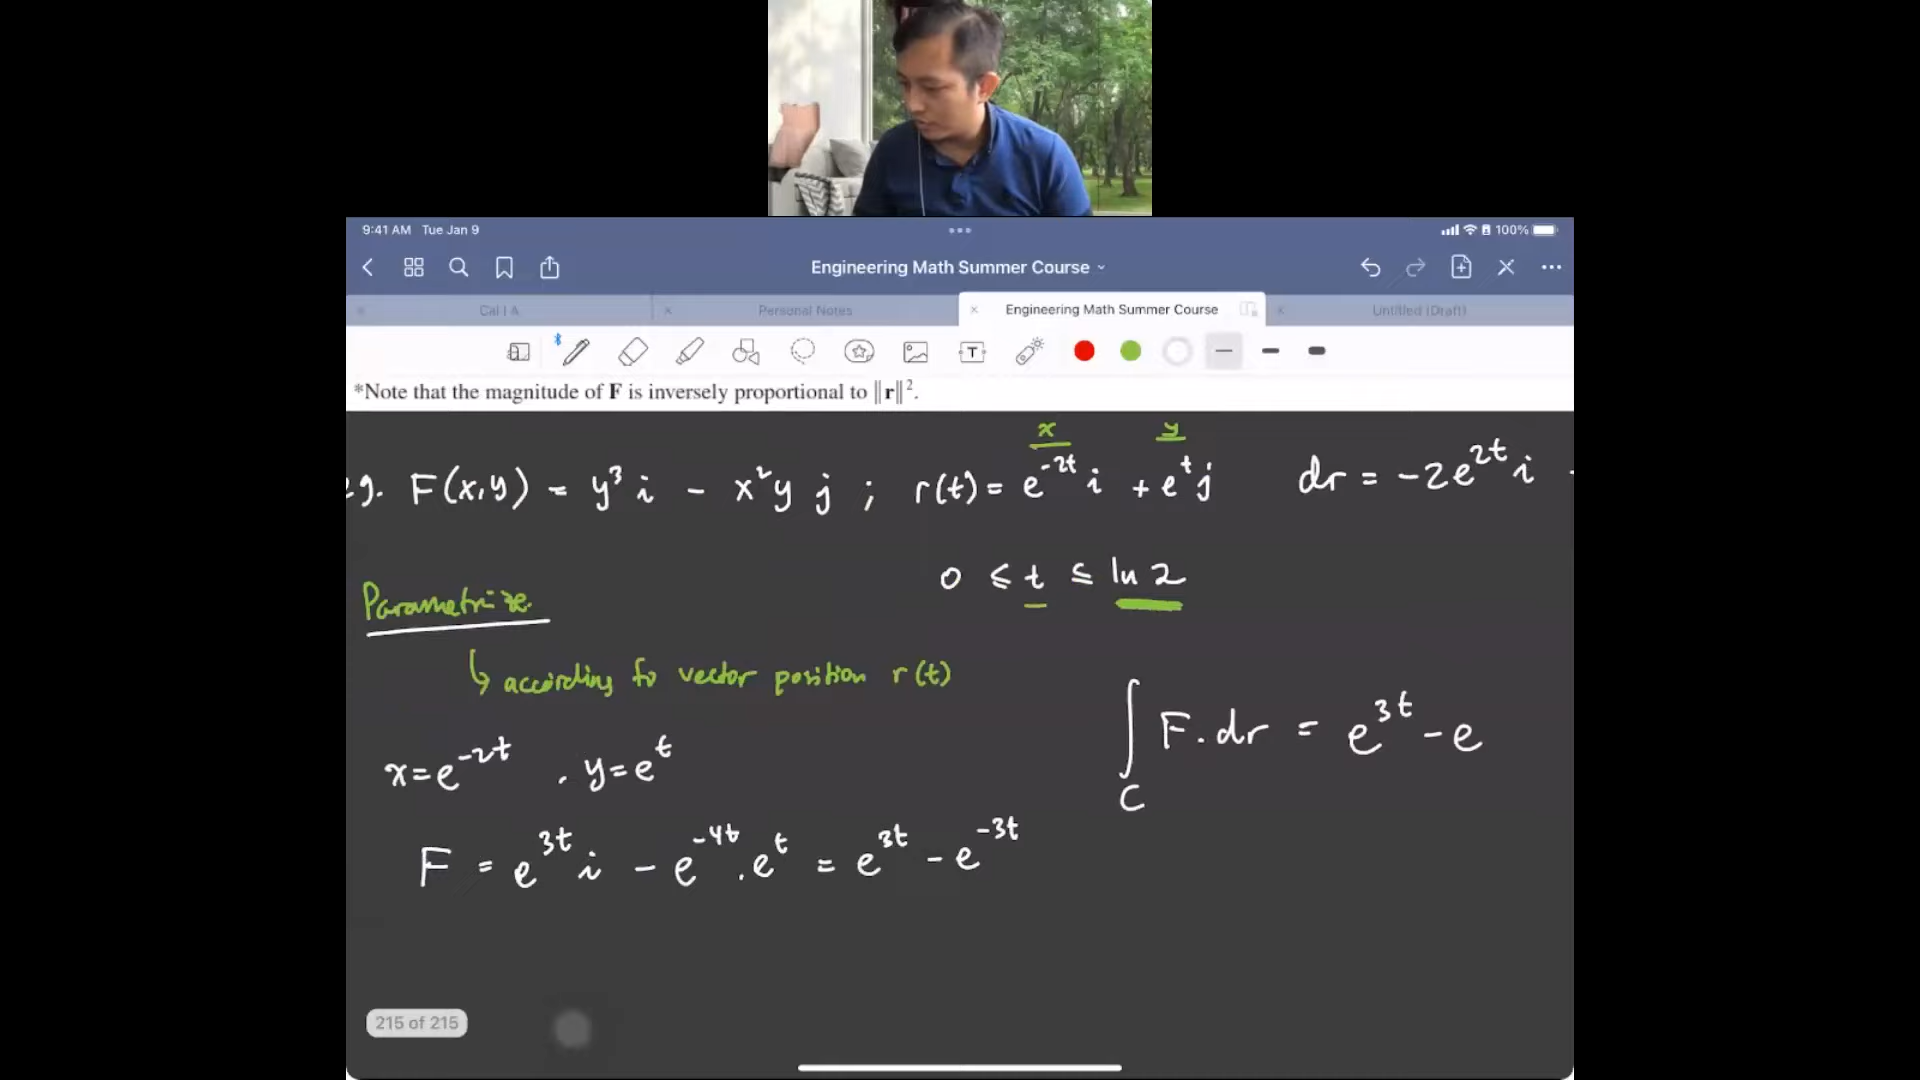 9:41 AM Tue Jan 9 100%
Engineering Math Summer Course
Cal I A Personal Notes Engineering Math Summer Course Untitled (Draft)
T
*Note that the magnitude of F is inversely proportional to ‖r‖².
x y
eg. F(x,y) = y³ i - x²y j ; r(t) = e^{-2t} i + e^t j dr = -2e^{2t} i
0 ≤ t ≤ ln 2
Parametrize
↳ according to vector position r(t)
∫_C F . dr = e^{3t} - e
x = e^{-2t} . y = e^t
F = e^{3t} i - e^{-4t} . e^t = e^{3t} - e^{-3t}
215 of 215